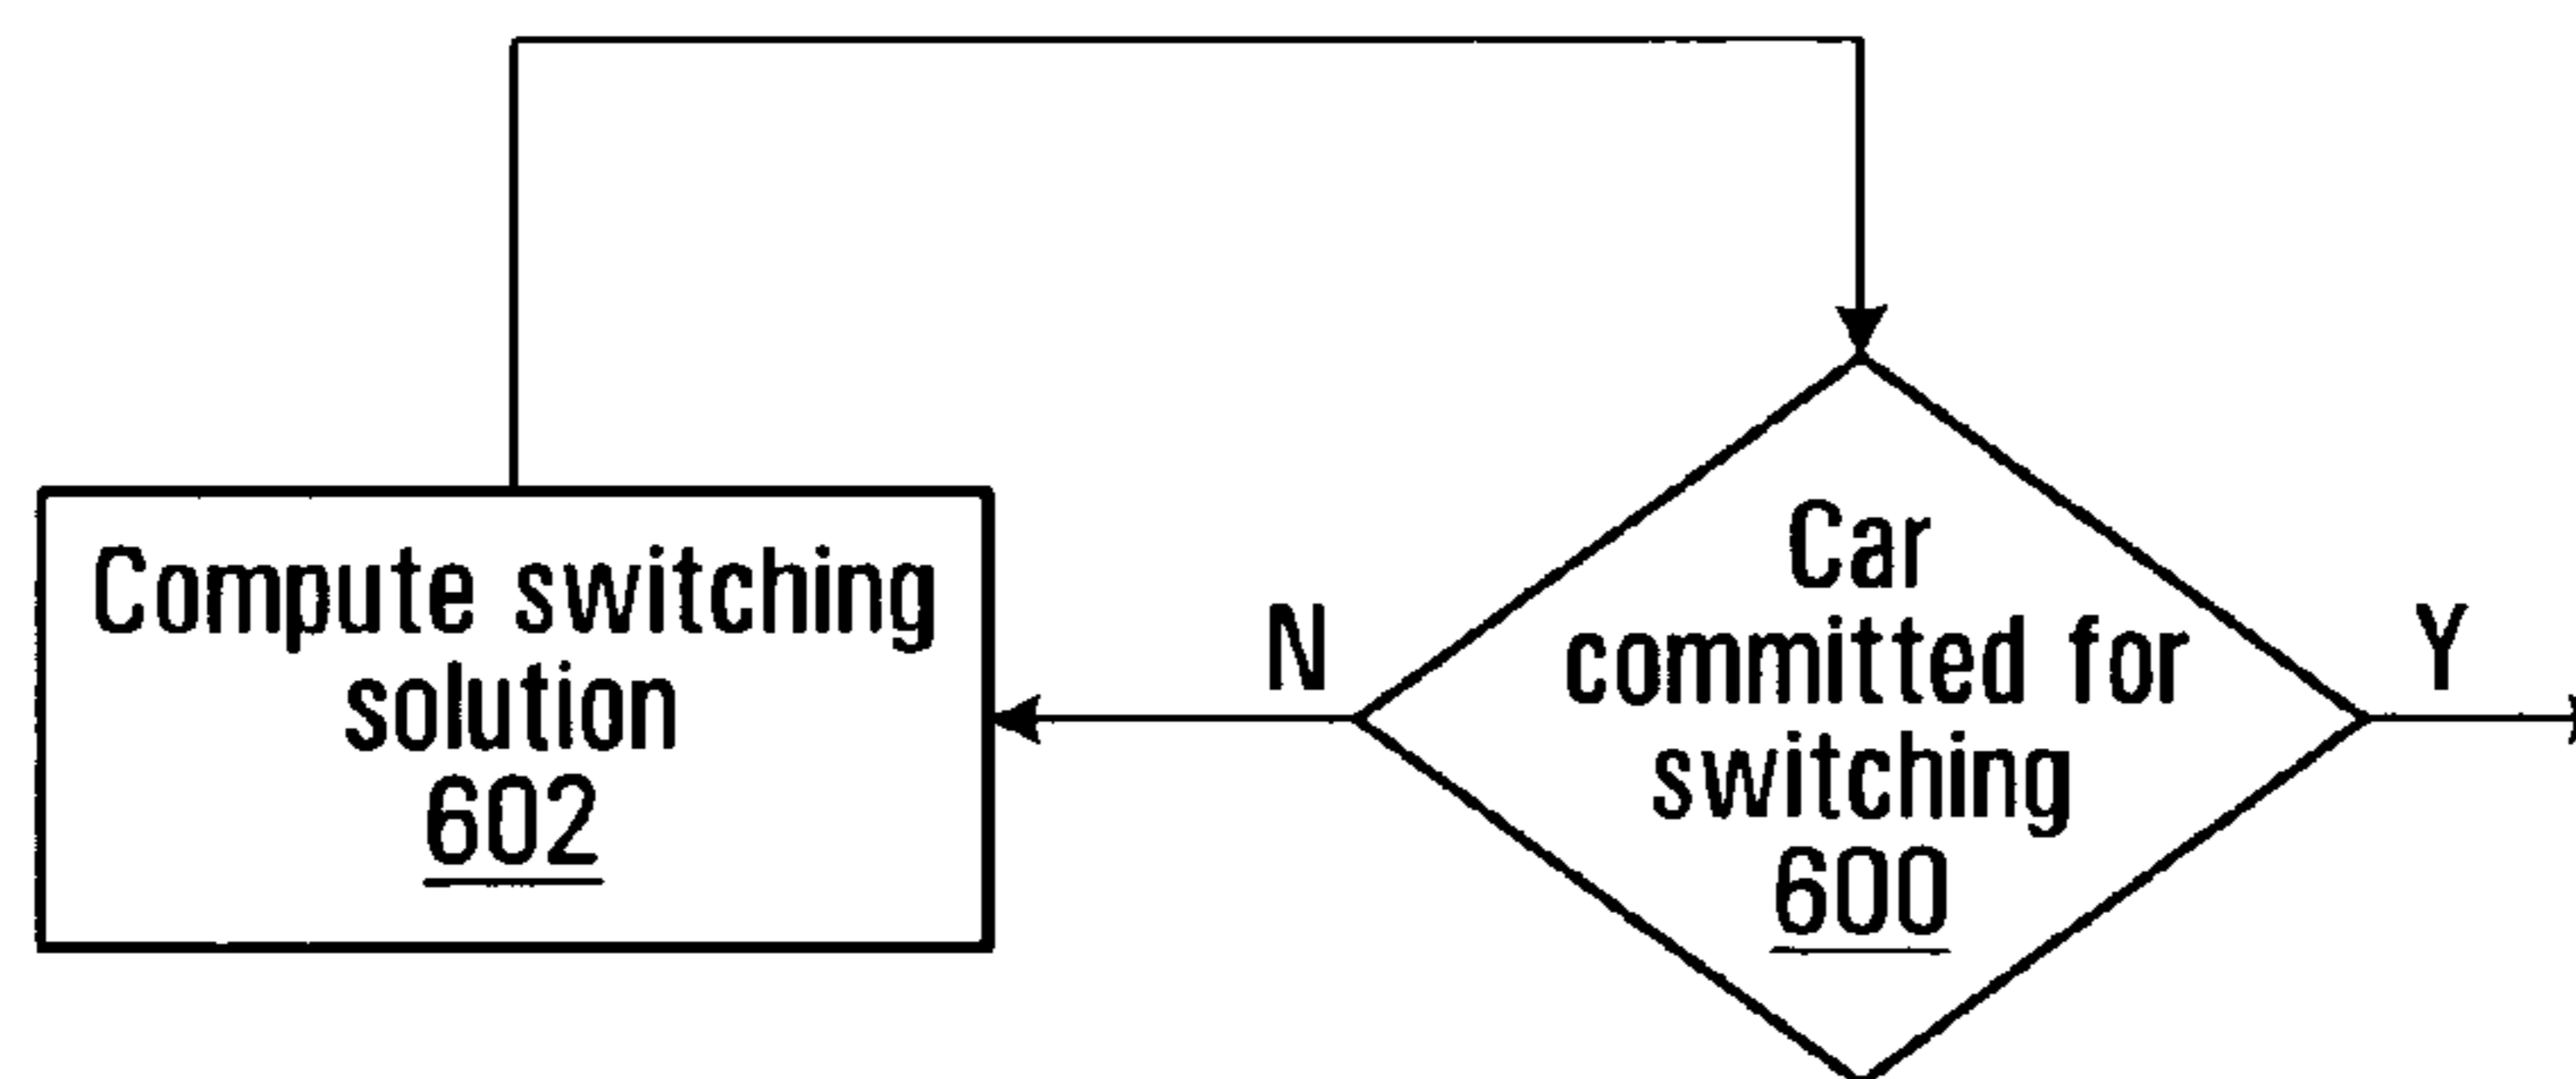 Compute switching
solution
602
N
Car
committed for
switching
600
Y